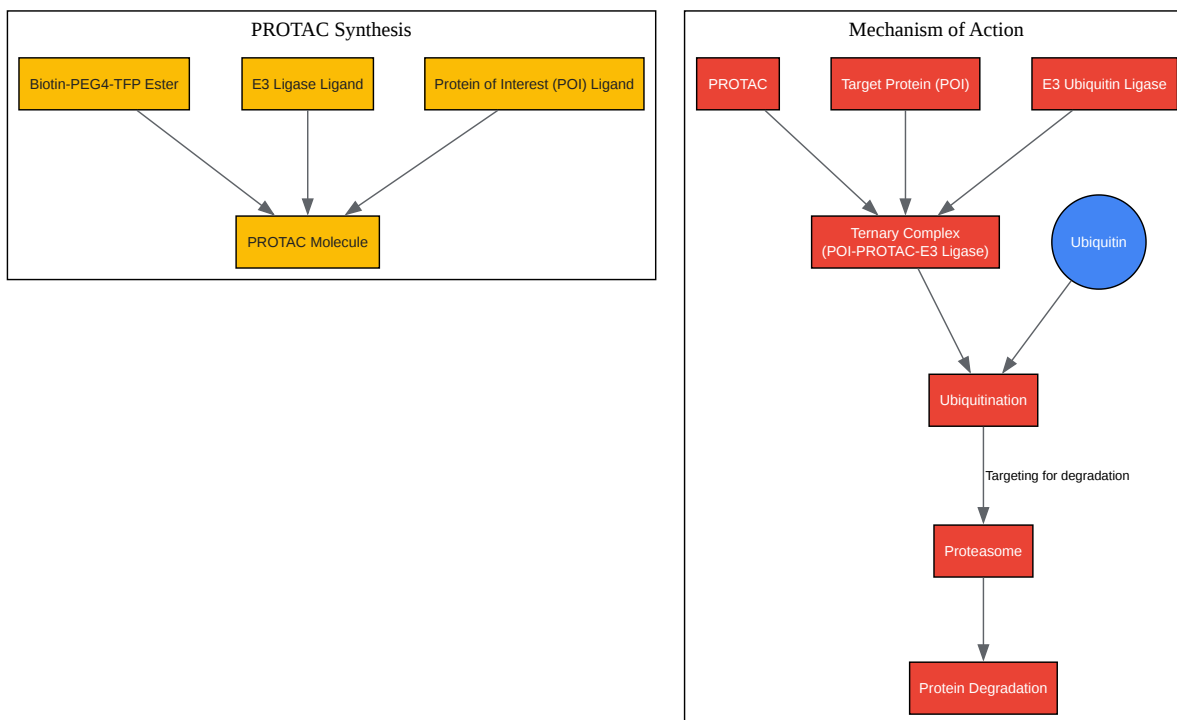 PROTAC Synthesis
Biotin-PEG4-TFP Ester
E3 Ligase Ligand
Protein of Interest (POI) Ligand
PROTAC Molecule
Mechanism of Action
PROTAC
Target Protein (POI)
E3 Ubiquitin Ligase
Ternary Complex
(POI-PROTAC-E3 Ligase)
Ubiquitin
Ubiquitination
Targeting for degradation
Proteasome
Protein Degradation